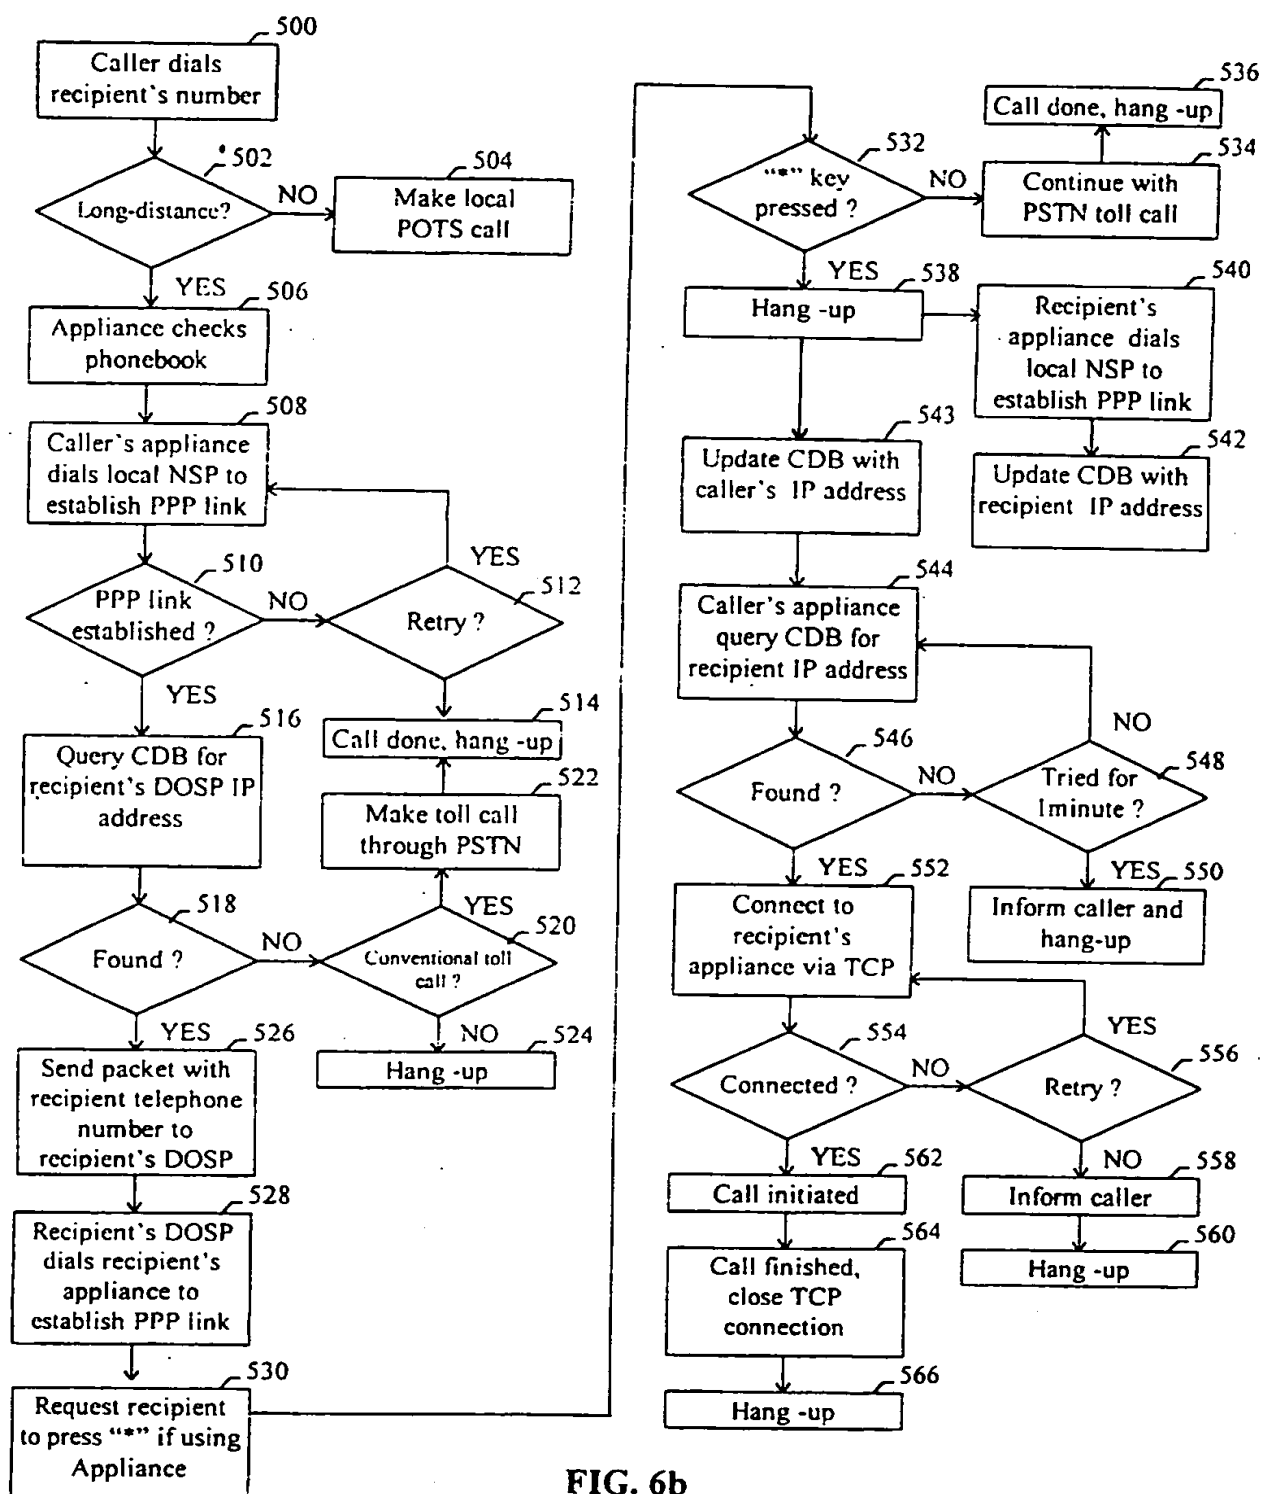 500
Caller dials
recipient's number
502
Long-distance?
NO
504
Make local
POTS call
YES
506
Appliance checks
phonebook
508
Caller's appliance
dials local NSP to
establish PPP link
510
PPP link
established ?
NO
YES
512
Retry ?
YES
514
Call done, hang -up
516
Query CDB for
recipient's DOSP IP
address
522
Make toll call
through PSTN
518
Found ?
NO
YES
520
Conventional toll
call ?
YES
526
Send packet with
recipient telephone
number to
recipient's DOSP
NO
524
Hang -up
528
Recipient's DOSP
dials recipient's
appliance to
establish PPP link
530
Request recipient
to press "*" if using
Appliance
532
"*" key
pressed ?
NO
536
Call done, hang -up
534
Continue with
PSTN toll call
YES
538
Hang -up
540
Recipient's
appliance dials
local NSP to
establish PPP link
543
Update CDB with
caller's IP address
542
Update CDB with
recipient IP address
544
Caller's appliance
query CDB for
recipient IP address
546
Found ?
NO
NO
548
Tried for
1minute ?
YES
552
Connect to
recipient's
appliance via TCP
YES
550
Inform caller and
hang-up
554
Connected ?
NO
YES
556
Retry ?
YES
562
Call initiated
NO
558
Inform caller
564
Call finished,
close TCP
connection
560
Hang -up
566
Hang -up
FIG. 6b